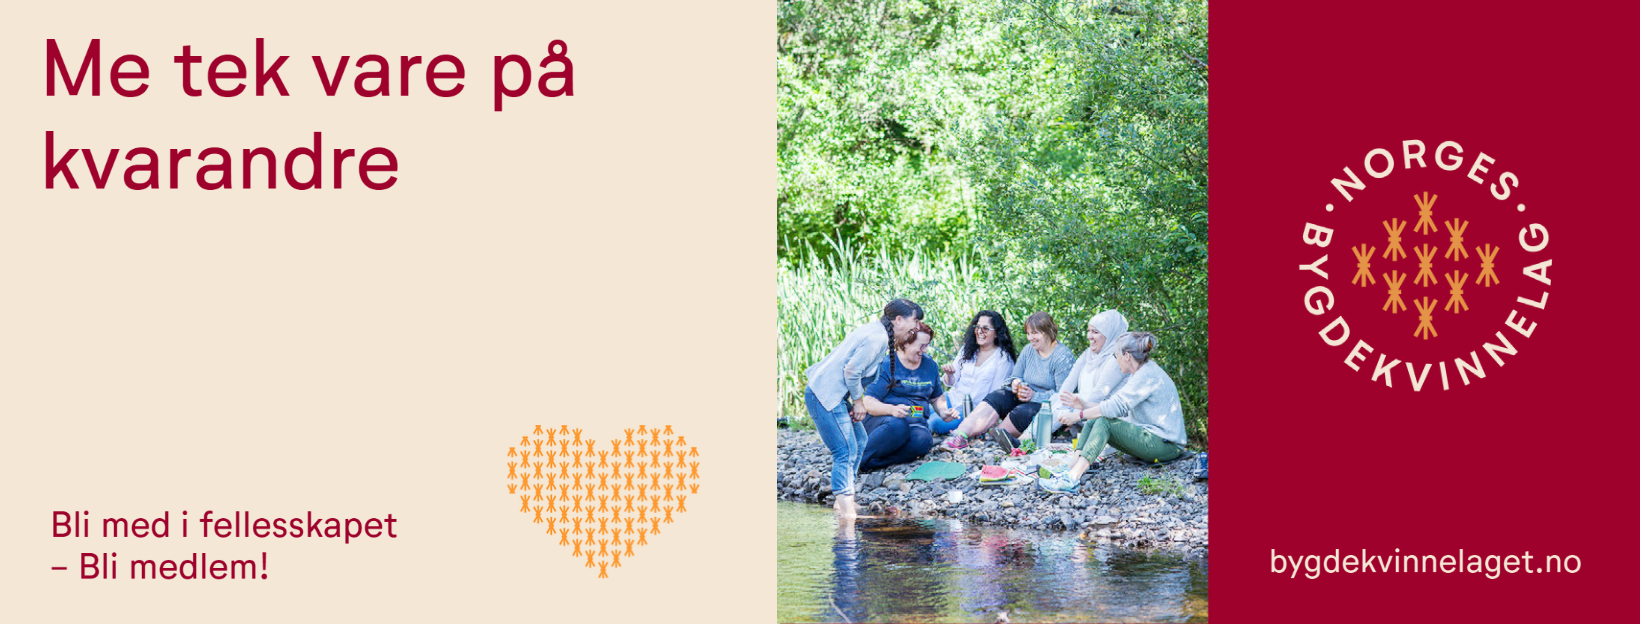 Me tek vare på
kvarandre
Bli med i fellesskapet
– Bli medlem!
· NORGES ·
BYGDEKVINNELAG
bygdekvinnelaget.no